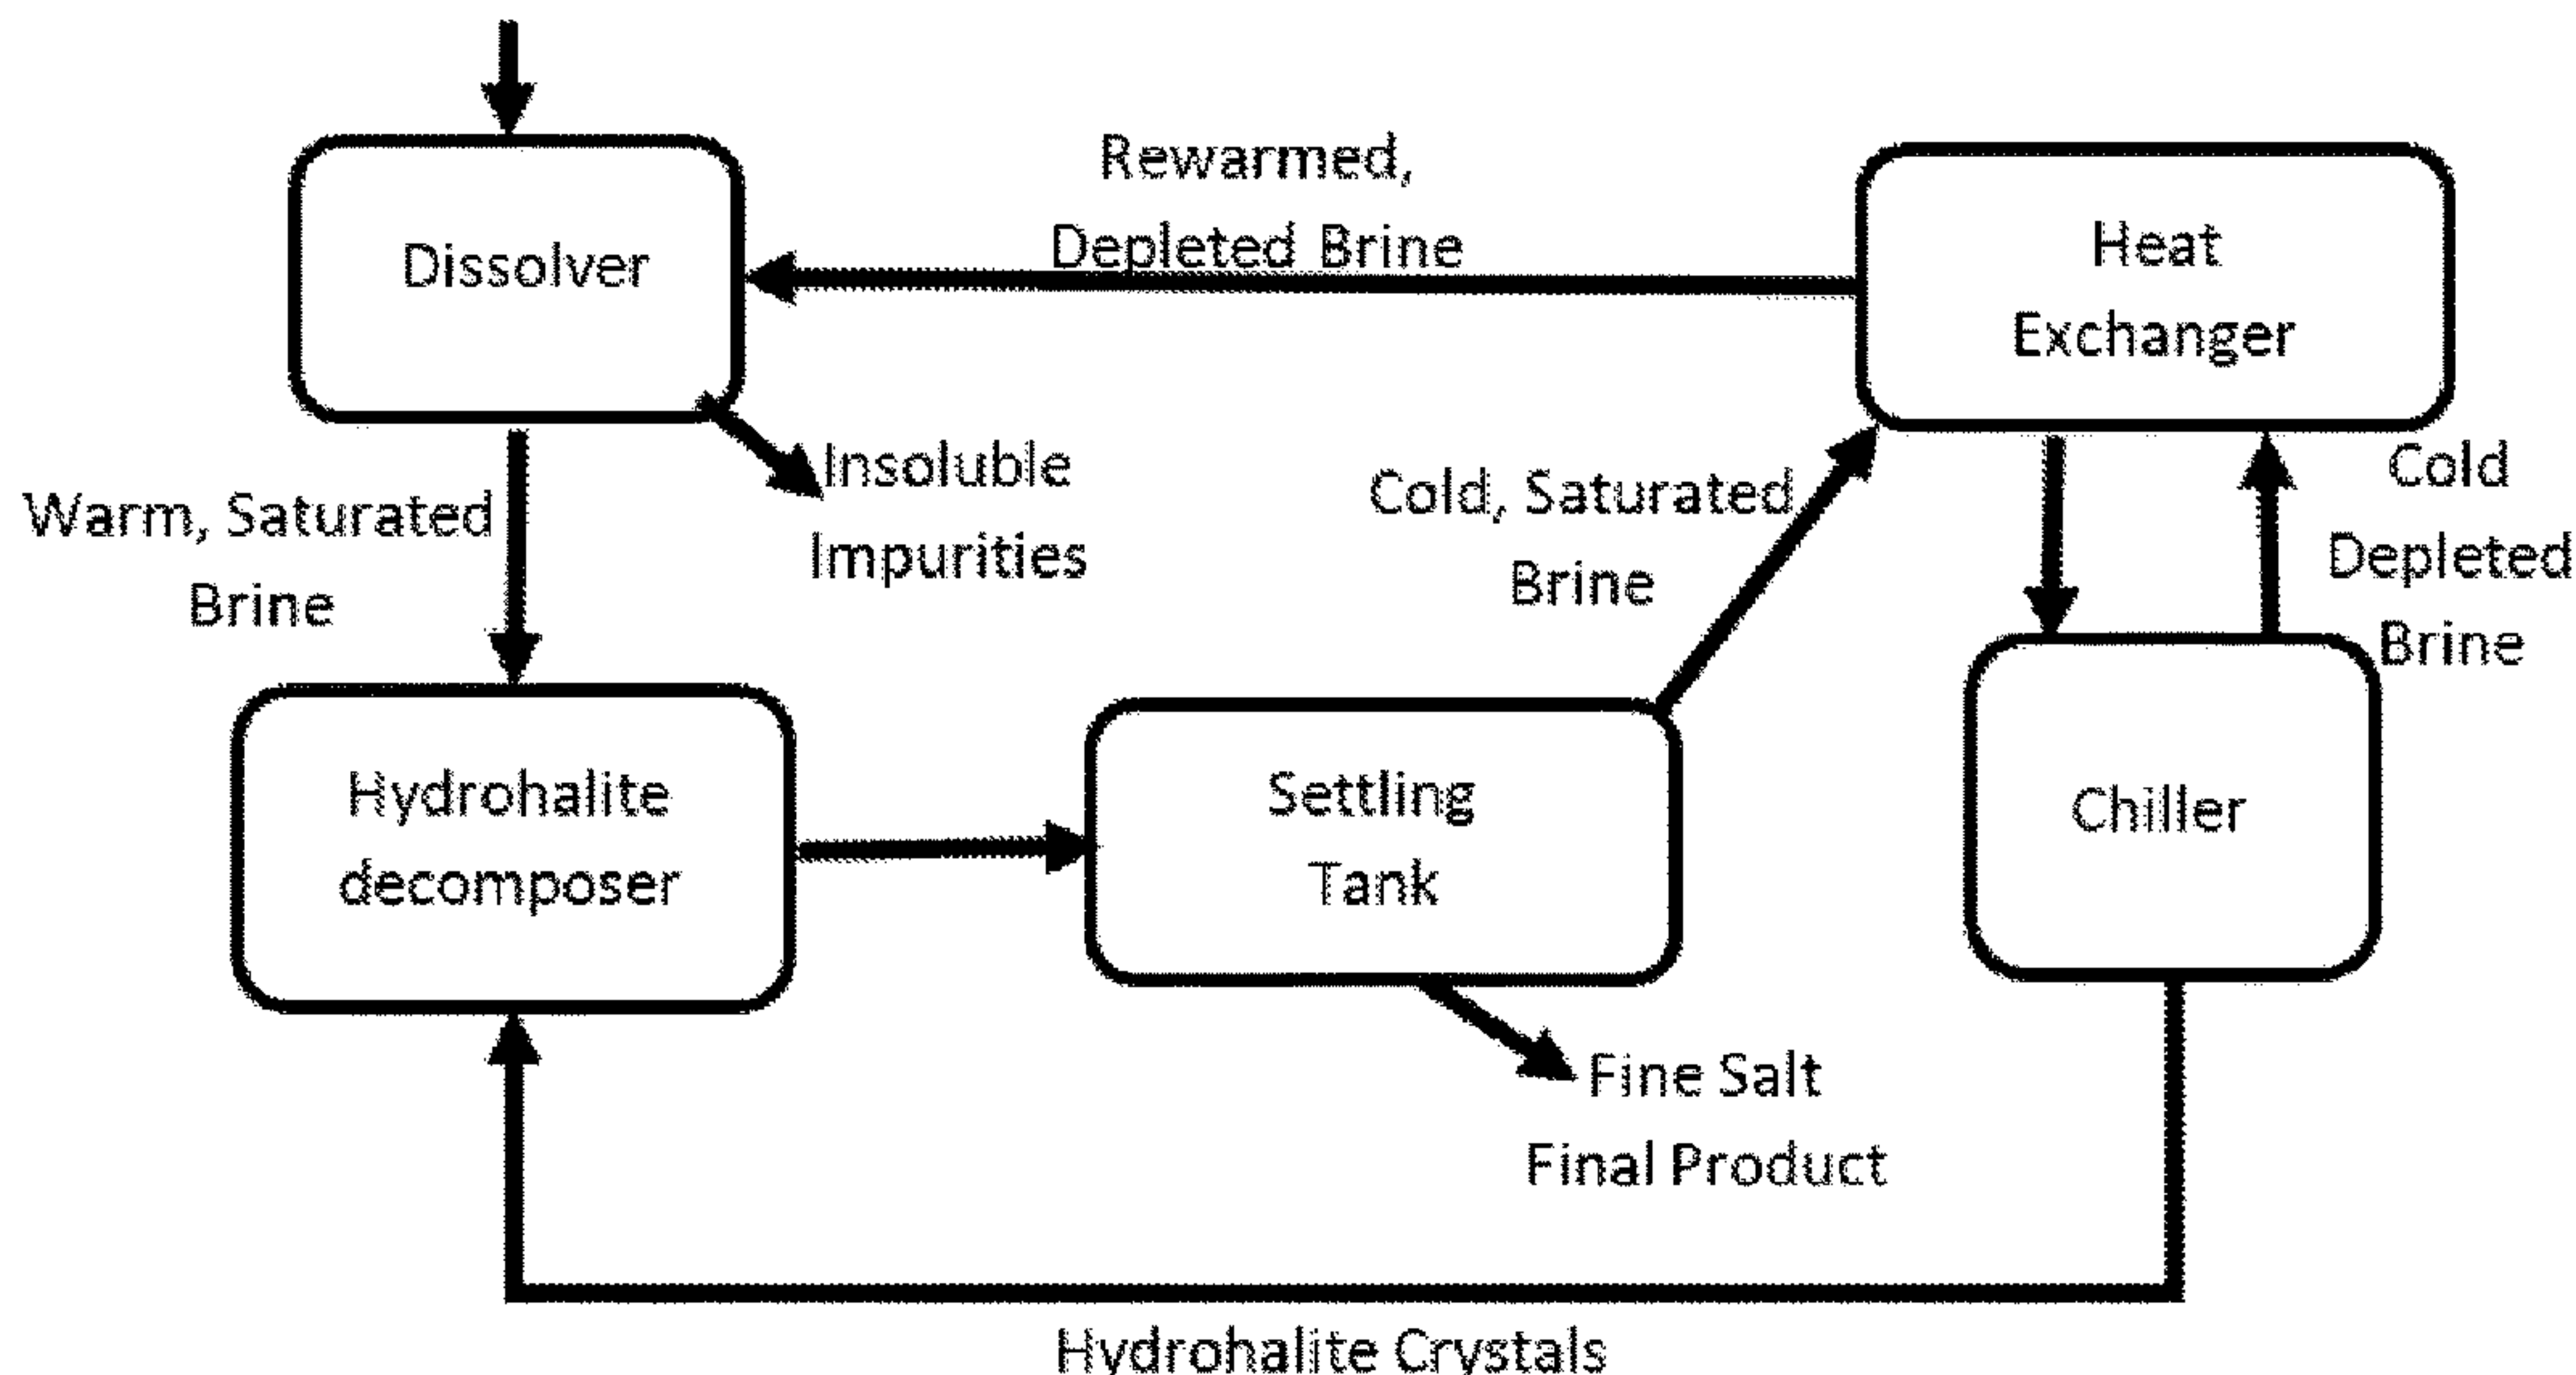 Rewarmed,
Depleted Brine
Dissolver
Heat
Exchanger
Insoluble
Impurities
Warm, Saturated
Brine
Cold, Saturated
Brine
Cold
Depleted
Brine
Hydrohalite
decomposer
Settling
Tank
Chiller
Fine Salt
Final Product
Hydrohalite Crystals